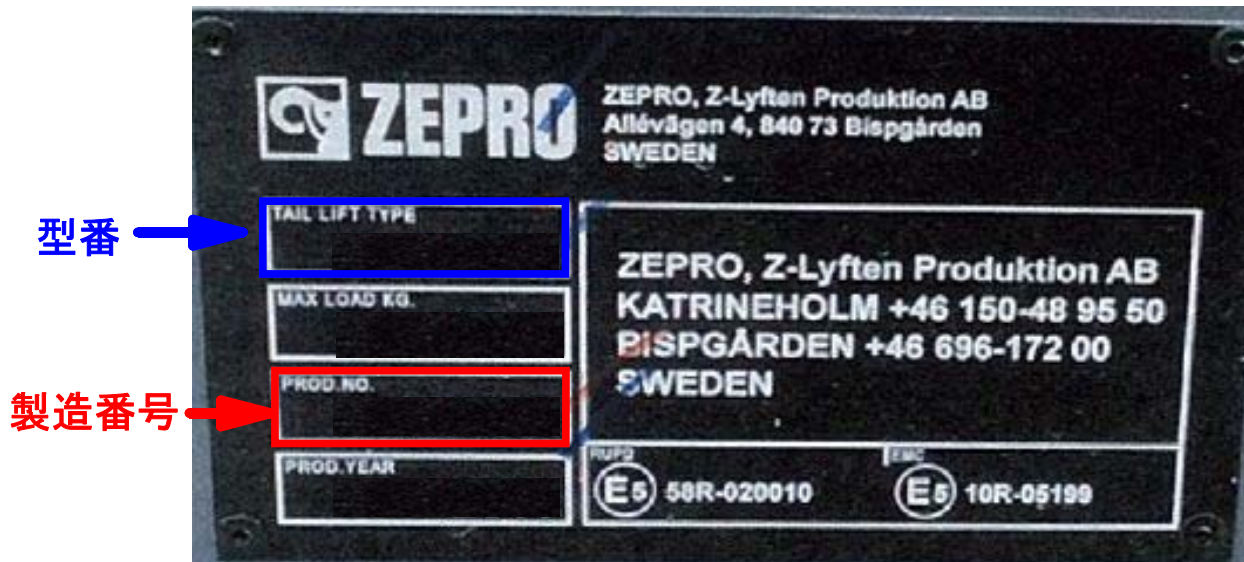 ZEPRO
ZEPRO, Z-Lyften Produktion AB
Allévägen 4, 840 73 Bispgården
SWEDEN
型番
TAIL LIFT TYPE
MAX LOAD KG.
製造番号
PROD.NO.
PROD.YEAR
ZEPRO, Z-Lyften Produktion AB
KATRINEHOLM +46 150-48 95 50
BISPGÅRDEN +46 696-172 00
SWEDEN
RUPD
E5 58R-020010
EMC
E5 10R-05199